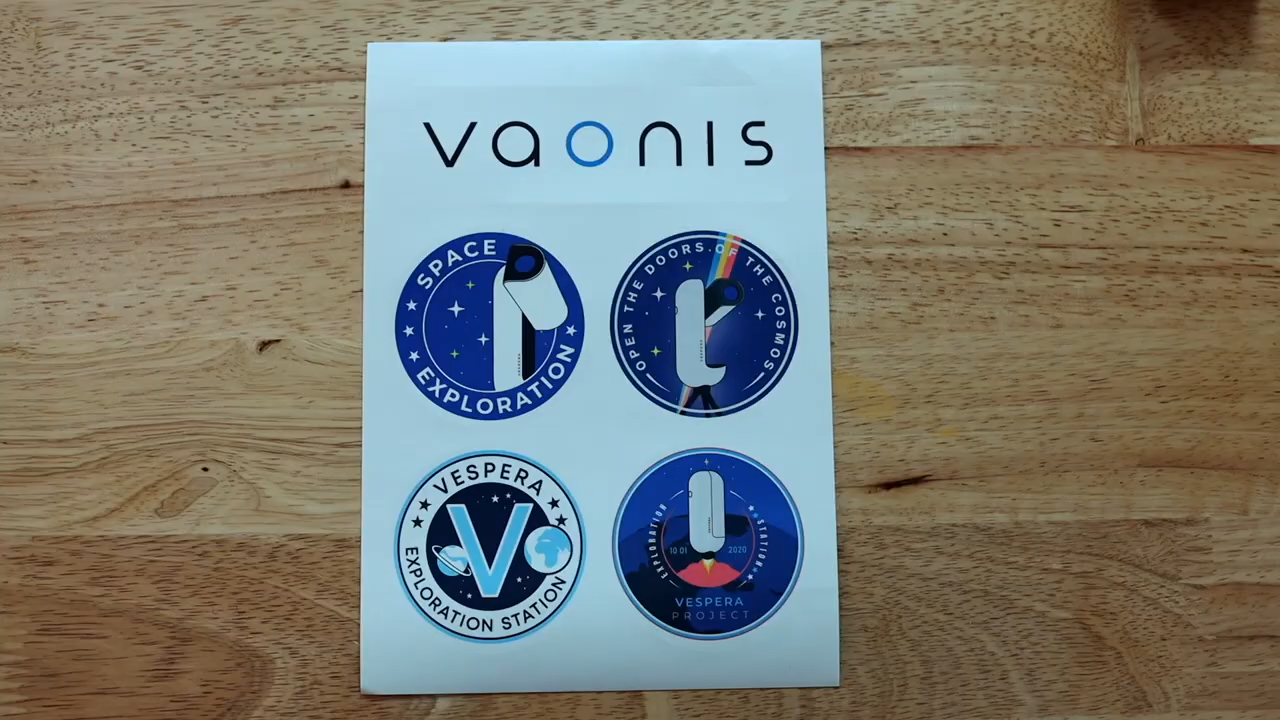 vaonis
SPACE
EXPLORATION
OPEN THE DOORS OF THE COSMOS
VESPERA
EXPLORATION STATION
EXPLORATION
STATION
10 01 2020
VESPERA
PROJECT